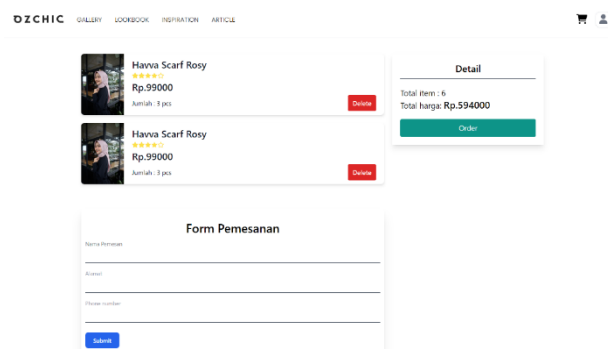 OZCHIC GALLERY LOOKBOOK INSPIRATION ARTICLE
Havva Scarf Rosy
Rp.99000
Jumlah : 3 pcs
Delete
Havva Scarf Rosy
Rp.99000
Jumlah : 3 pcs
Delete
Detail
Total item : 6
Total harga: Rp.594000
Order
Form Pemesanan
Nama Pemesan
Alamat
Phone number
Submit